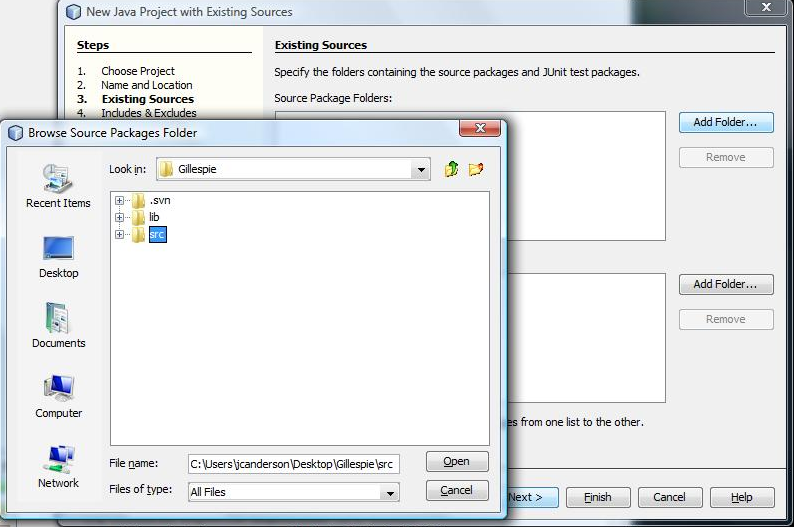 New Java Project with Existing Sources
Steps
1. Choose Project
2. Name and Location
3. Existing Sources
4. Includes & Excludes
Existing Sources
Specify the folders containing the source packages and JUnit test packages.
Source Package Folders:
Add Folder...
Remove
Add Folder...
Remove
es from one list to the other.
Next >
Finish
Cancel
Help
Browse Source Packages Folder
Look in:
Gillespie
Recent Items
Desktop
Documents
Computer
Network
.svn
lib
src
File name:
C:\Users\jcanderson\Desktop\Gillespie\src
Open
Files of type:
All Files
Cancel